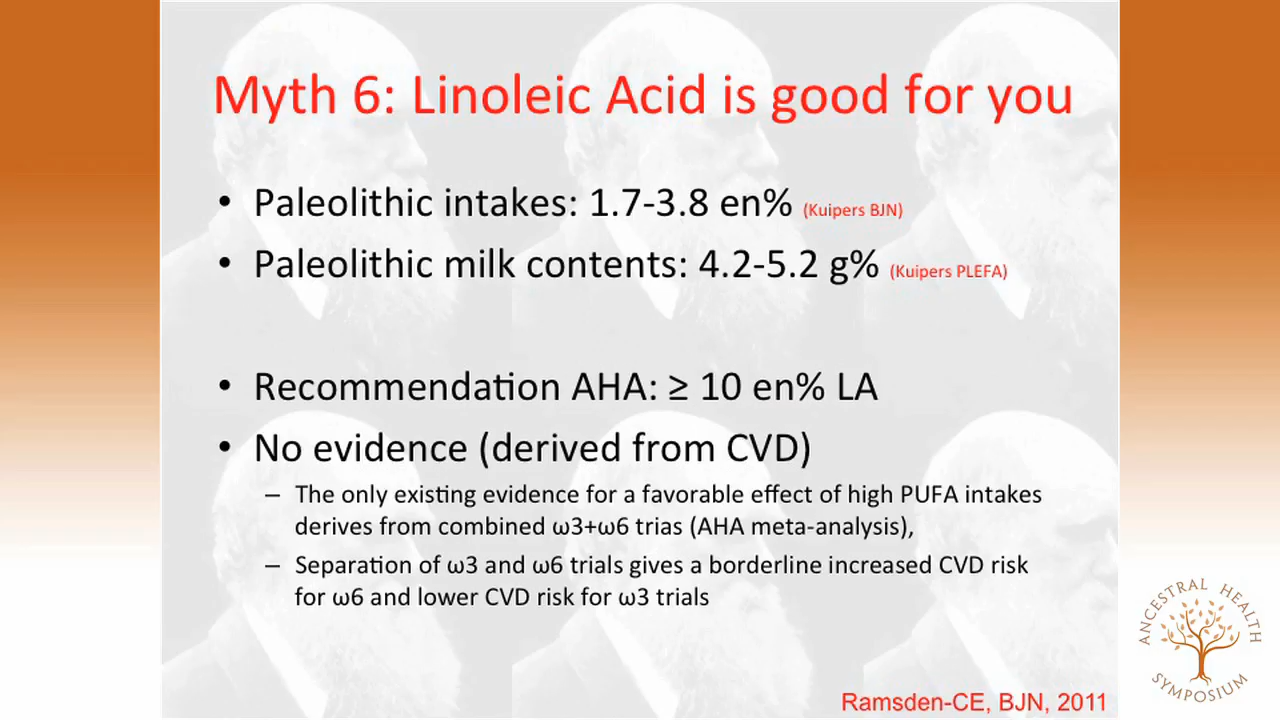 Myth 6: Linoleic Acid is good for you
• Paleolithic intakes: 1.7-3.8 en% (Kuipers BJN)
• Paleolithic milk contents: 4.2-5.2 g% (Kuipers PLEFA)
• Recommendation AHA: ≥ 10 en% LA
• No evidence (derived from CVD)
– The only existing evidence for a favorable effect of high PUFA intakes
derives from combined ω3+ω6 trias (AHA meta-analysis),
– Separation of ω3 and ω6 trials gives a borderline increased CVD risk
for ω6 and lower CVD risk for ω3 trials
ANCESTRAL HEALTH
SYMPOSIUM
Ramsden-CE, BJN, 2011